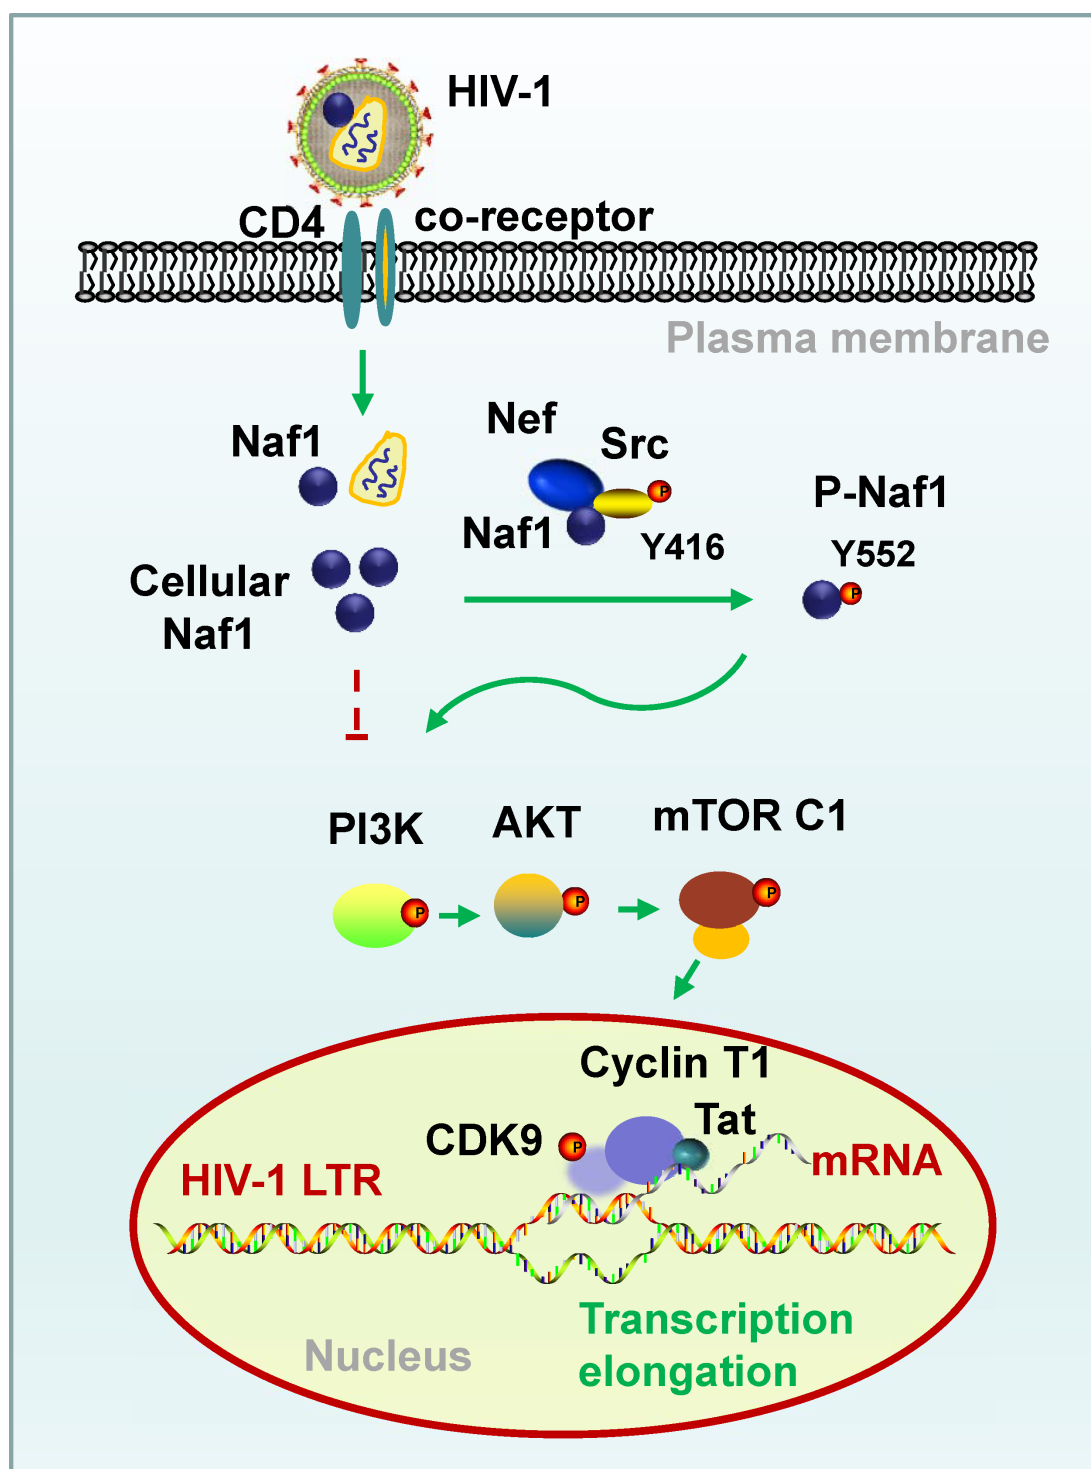 HIV-1
CD4
co-receptor
Plasma membrane
Naf1
Nef
Src
P
Naf1
Y416
P-Naf1
Y552
P
Cellular
Naf1
PI3K
AKT
mTOR C1
P
P
P
Cyclin T1
Tat
CDK9
P
mRNA
HIV-1 LTR
Transcription
elongation
Nucleus